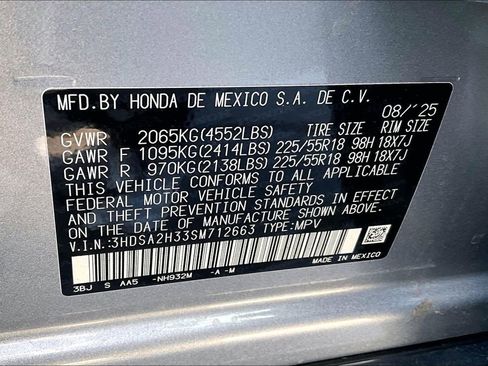 MFD.BY HONDA DE MEXICO S.A. DE C.V. 08/'25
GVWR 2065KG(4552LBS) TIRE SIZE RIM SIZE
GAWR F 1095KG(2414LBS) 225/55R18 98H 18X7J
GAWR R 970KG(2138LBS) 225/55R18 98H 18X7J
THIS VEHICLE CONFORMS TO ALL APPLICABLE
FEDERAL MOTOR VEHICLE SAFETY
AND THEFT PREVENTION STANDARDS IN EFFECT
ON THE DATE OF MANUFACTURE SHOWN ABOVE.
V.I.N:3HDSA2H33SM712663 TYPE:MPV
3BJ S AA5 -NH932M -A -M MADE IN MEXICO